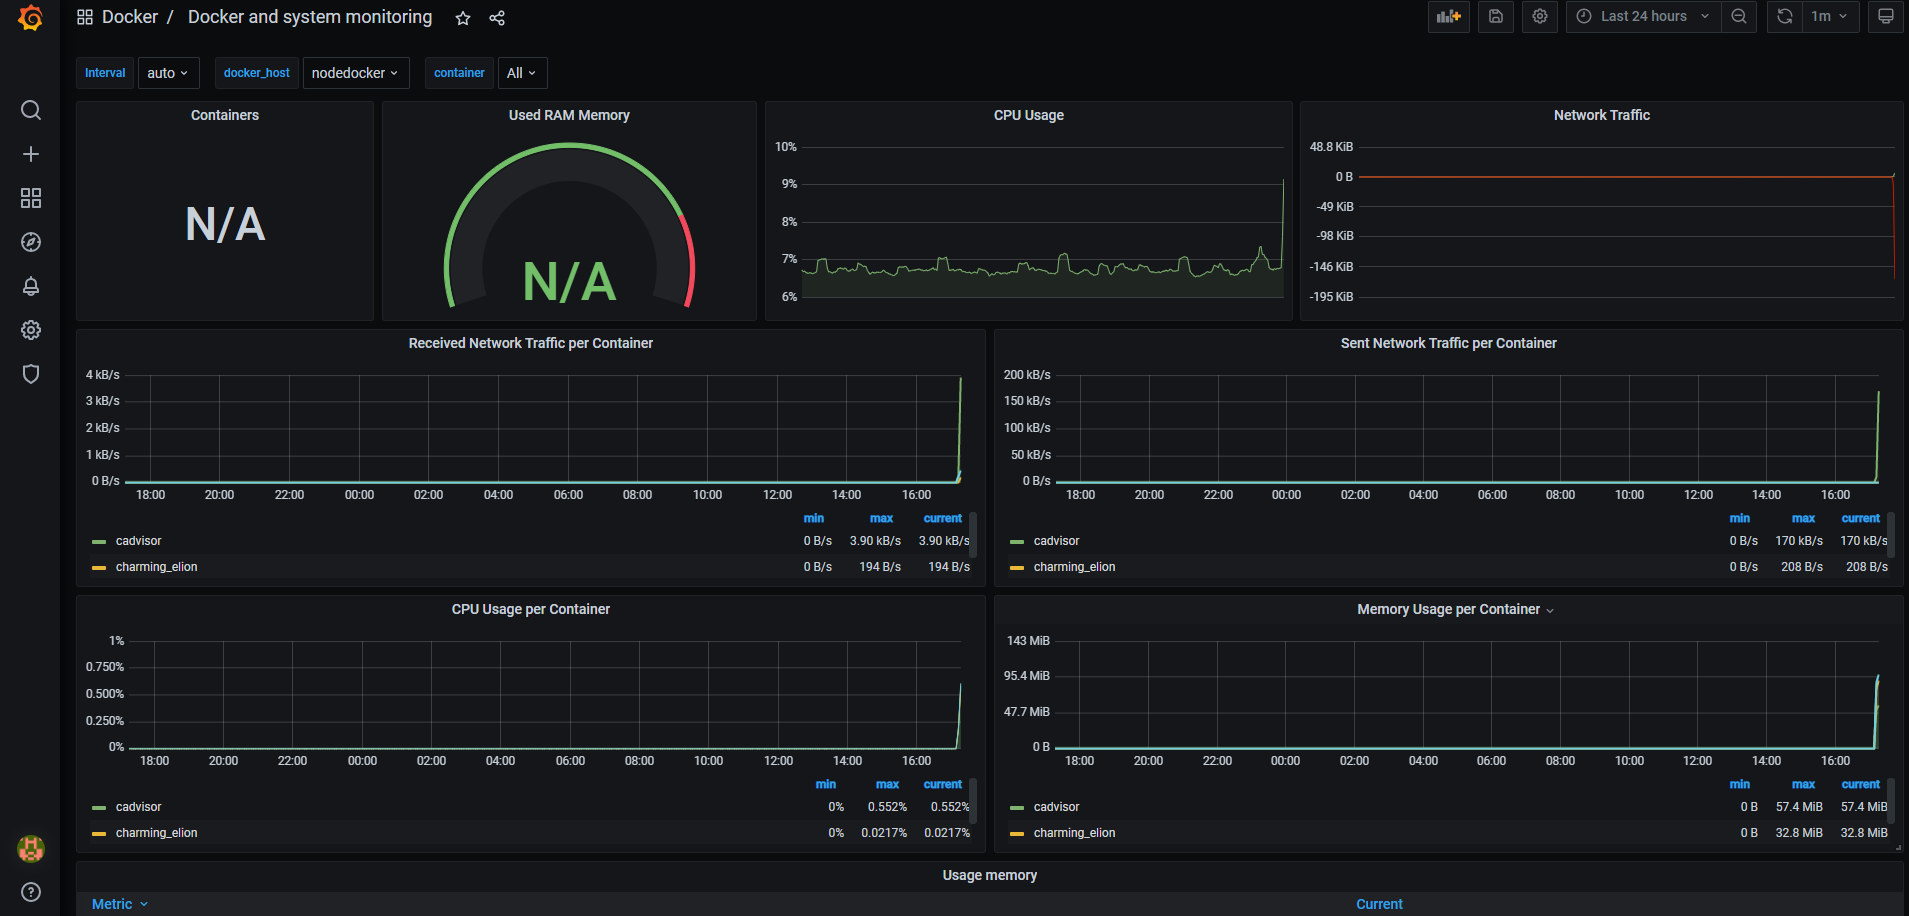 Docker / Docker and system monitoring
Last 24 hours
1m
Interval auto docker_host nodedocker container All
Containers
N/A
Used RAM Memory
N/A
CPU Usage
10%
9%
8%
7%
6%
Network Traffic
48.8 KiB
0 B
-49 KiB
-98 KiB
-146 KiB
-195 KiB
Received Network Traffic per Container
4 kB/s
3 kB/s
2 kB/s
1 kB/s
0 B/s
18:00 20:00 22:00 00:00 02:00 04:00 06:00 08:00 10:00 12:00 14:00 16:00
min max current
cadvisor 0 B/s 3.90 kB/s 3.90 kB/s
charming_elion 0 B/s 194 B/s 194 B/s
Sent Network Traffic per Container
200 kB/s
150 kB/s
100 kB/s
50 kB/s
0 B/s
18:00 20:00 22:00 00:00 02:00 04:00 06:00 08:00 10:00 12:00 14:00 16:00
min max current
cadvisor 0 B/s 170 kB/s 170 kB/s
charming_elion 0 B/s 208 B/s 208 B/s
CPU Usage per Container
1%
0.750%
0.500%
0.250%
0%
18:00 20:00 22:00 00:00 02:00 04:00 06:00 08:00 10:00 12:00 14:00 16:00
min max current
cadvisor 0% 0.552% 0.552%
charming_elion 0% 0.0217% 0.0217%
Memory Usage per Container
143 MiB
95.4 MiB
47.7 MiB
0 B
18:00 20:00 22:00 00:00 02:00 04:00 06:00 08:00 10:00 12:00 14:00 16:00
min max current
cadvisor 0 B 57.4 MiB 57.4 MiB
charming_elion 0 B 32.8 MiB 32.8 MiB
Usage memory
Metric Current